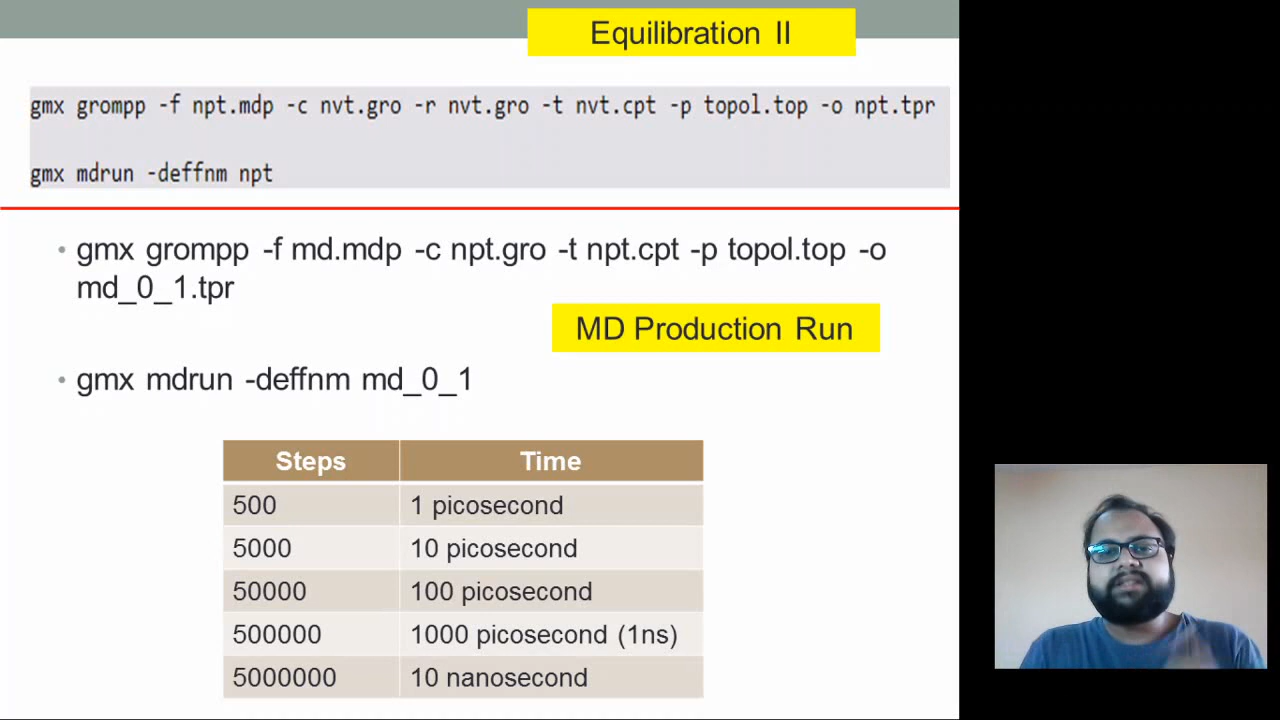 Equilibration II
gmx grompp -f npt.mdp -c nvt.gro -r nvt.gro -t nvt.cpt -p topol.top -o npt.tpr
gmx mdrun -deffnm npt
• gmx grompp -f md.mdp -c npt.gro -t npt.cpt -p topol.top -o
md_0_1.tpr
MD Production Run
• gmx mdrun -deffnm md_0_1
Steps Time
500 1 picosecond
5000 10 picosecond
50000 100 picosecond
500000 1000 picosecond (1ns)
5000000 10 nanosecond